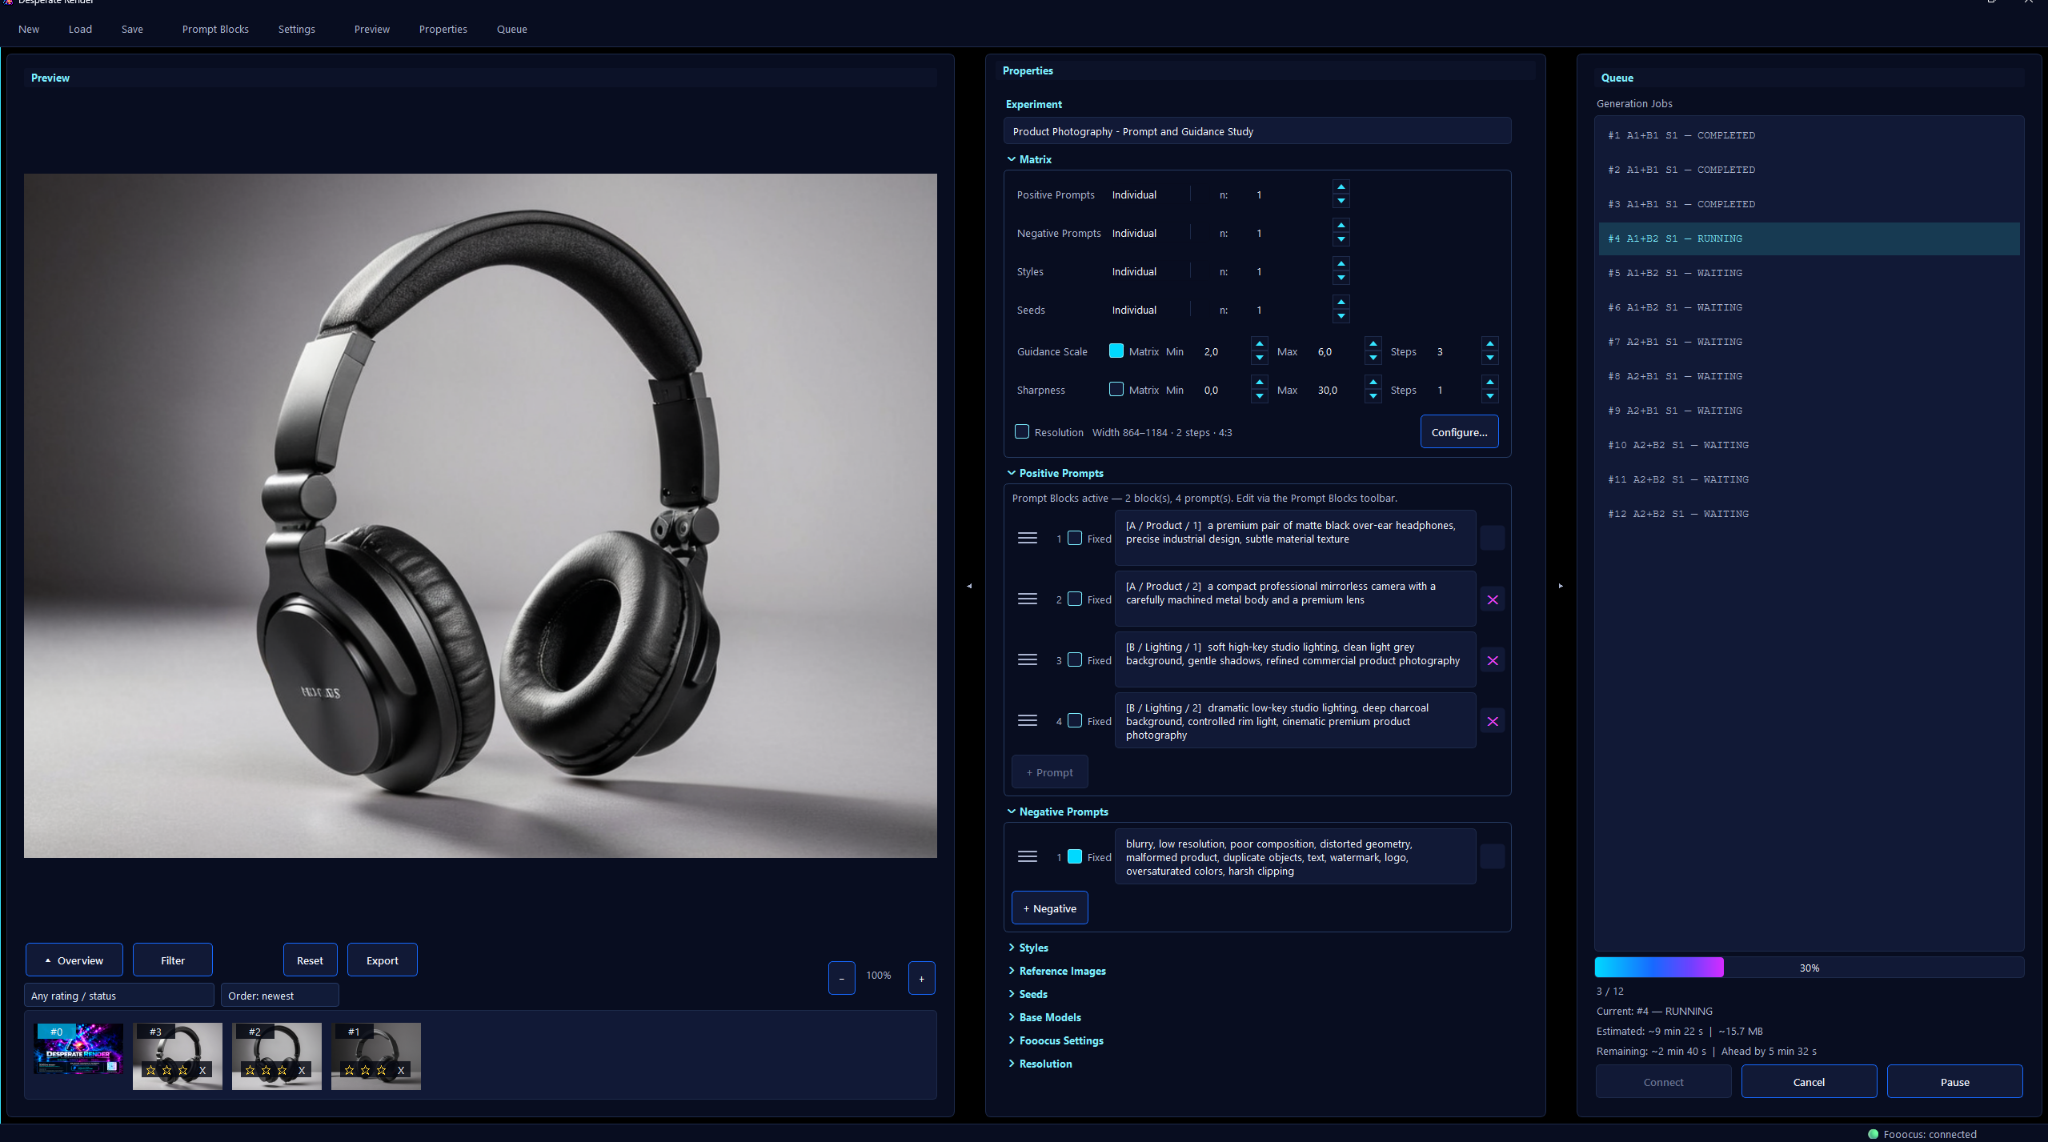 Desperate Render
New Load Save Prompt Blocks Settings Preview Properties Queue
Preview
▲ Overview Filter Reset Export
Any rating / status Order: newest
− 100% +
#0 #3 #2 #1
DESPERATE RENDER
X X X
Properties
Experiment
Product Photography - Prompt and Guidance Study
Matrix
Positive Prompts Individual n: 1
Negative Prompts Individual n: 1
Styles Individual n: 1
Seeds Individual n: 1
Guidance Scale Matrix Min 2,0 Max 6,0 Steps 3
Sharpness Matrix Min 0,0 Max 30,0 Steps 1
Resolution Width 864–1184 · 2 steps · 4:3 Configure...
Positive Prompts
Prompt Blocks active — 2 block(s), 4 prompt(s). Edit via the Prompt Blocks toolbar.
1 Fixed [A / Product / 1] a premium pair of matte black over-ear headphones,
precise industrial design, subtle material texture
2 Fixed [A / Product / 2] a compact professional mirrorless camera with a
carefully machined metal body and a premium lens
3 Fixed [B / Lighting / 1] soft high-key studio lighting, clean light grey
background, gentle shadows, refined commercial product photography
4 Fixed [B / Lighting / 2] dramatic low-key studio lighting, deep charcoal
background, controlled rim light, cinematic premium product
photography
+ Prompt
Negative Prompts
1 Fixed blurry, low resolution, poor composition, distorted geometry,
malformed product, duplicate objects, text, watermark, logo,
oversaturated colors, harsh clipping
+ Negative
Styles
Reference Images
Seeds
Base Models
Fooocus Settings
Resolution
Queue
Generation Jobs
#1 A1+B1 S1 — COMPLETED
#2 A1+B1 S1 — COMPLETED
#3 A1+B1 S1 — COMPLETED
#4 A1+B2 S1 — RUNNING
#5 A1+B2 S1 — WAITING
#6 A1+B2 S1 — WAITING
#7 A2+B1 S1 — WAITING
#8 A2+B1 S1 — WAITING
#9 A2+B1 S1 — WAITING
#10 A2+B2 S1 — WAITING
#11 A2+B2 S1 — WAITING
#12 A2+B2 S1 — WAITING
30%
3 / 12
Current: #4 — RUNNING
Estimated: ~9 min 22 s | ~15.7 MB
Remaining: ~2 min 40 s | Ahead by 5 min 32 s
Connect Cancel Pause
Fooocus: connected